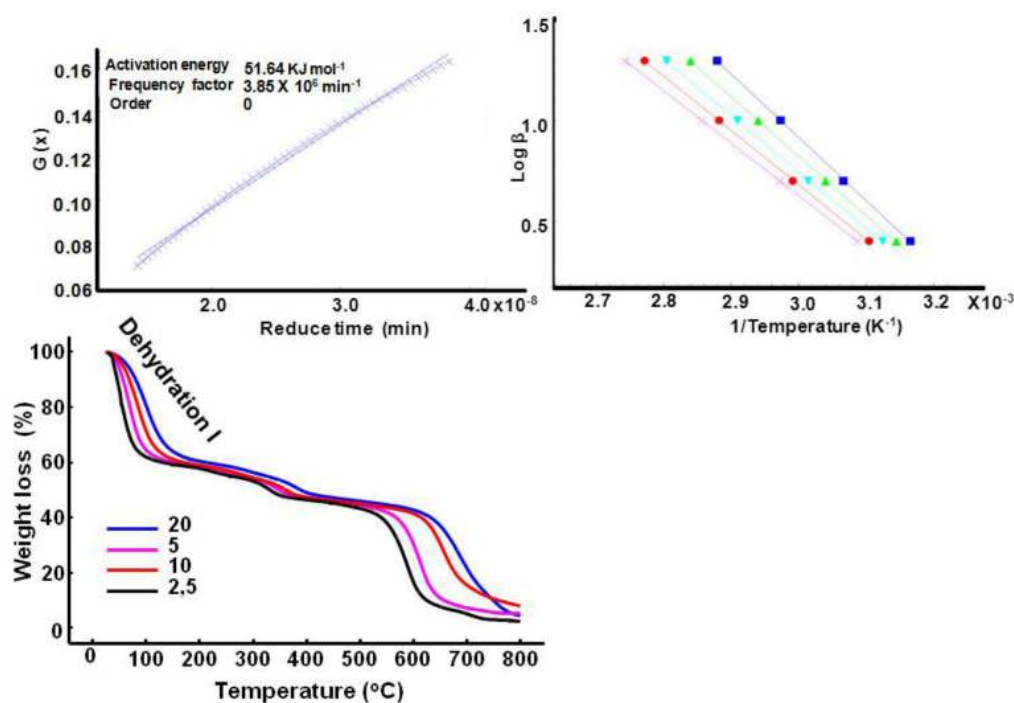 Activation energy 51.64 KJ mol⁻¹
Frequency factor 3.85 X 10⁶ min⁻¹
Order 0
G (x)
0.16
0.14
0.12
0.10
0.08
0.06
2.0 3.0 4.0 x10⁻⁸
Reduce time (min)
Log β
1.5
1.0
0.5
2.7 2.8 2.9 3.0 3.1 3.2 X10⁻³
1/Temperature (K⁻¹)
Dehydration I
Weight loss (%)
100
80
60
40
20
0
20
5
10
2,5
0 100 200 300 400 500 600 700 800
Temperature (°C)